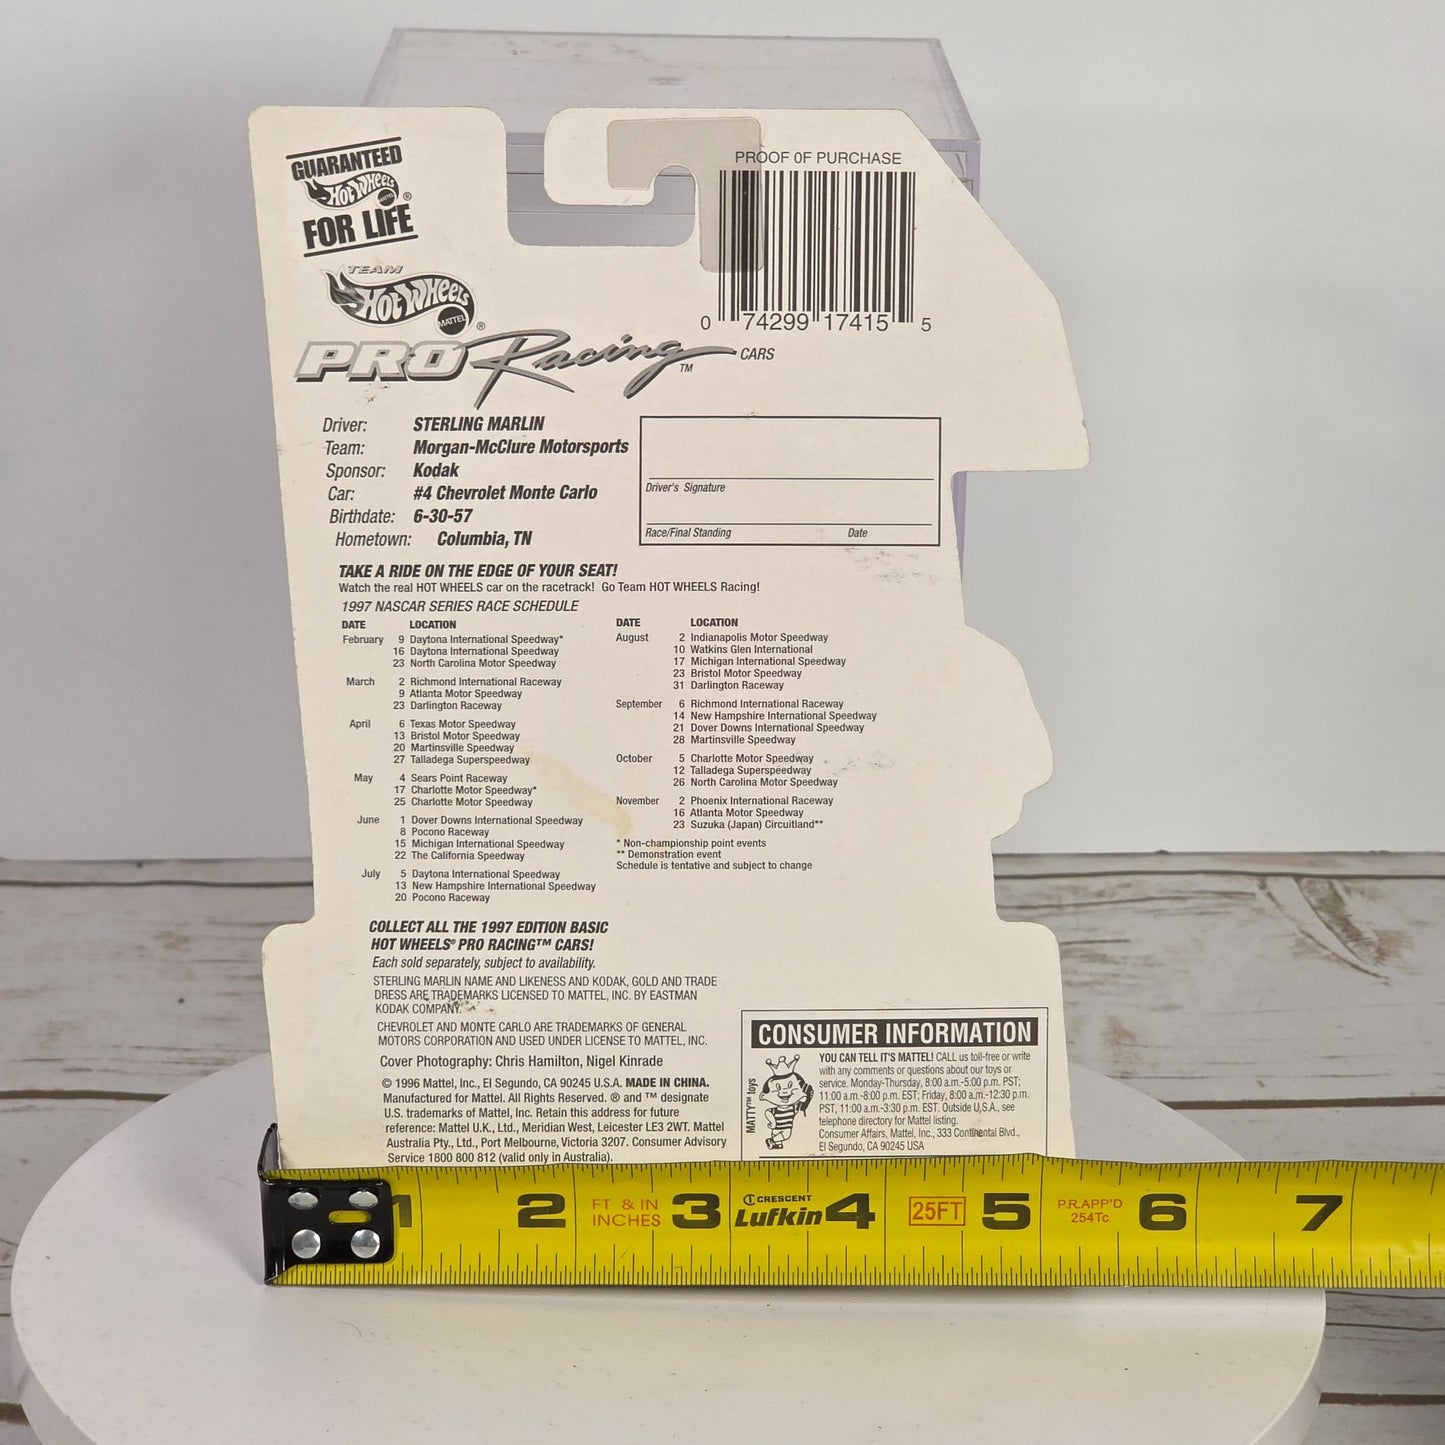 GUARANTEED
HOT WHEELS
MATTEL
®
FOR LIFE
PROOF OF PURCHASE
0 74299 17415 5
TEAM
HOT WHEELS
MATTEL ®
PRO Racing ™ CARS
Driver: STERLING MARLIN
Team: Morgan-McClure Motorsports
Sponsor: Kodak
Car: #4 Chevrolet Monte Carlo
Birthdate: 6-30-57
Hometown: Columbia, TN
Driver's Signature
Race/Final Standing Date
TAKE A RIDE ON THE EDGE OF YOUR SEAT!
Watch the real HOT WHEELS car on the racetrack! Go Team HOT WHEELS Racing!
1997 NASCAR SERIES RACE SCHEDULE
DATE LOCATION
February 9 Daytona International Speedway*
16 Daytona International Speedway
23 North Carolina Motor Speedway
March 2 Richmond International Raceway
9 Atlanta Motor Speedway
23 Darlington Raceway
April 6 Texas Motor Speedway
13 Bristol Motor Speedway
20 Martinsville Speedway
27 Talladega Superspeedway
May 4 Sears Point Raceway
17 Charlotte Motor Speedway*
25 Charlotte Motor Speedway
June 1 Dover Downs International Speedway
8 Pocono Raceway
15 Michigan International Speedway
22 The California Speedway
July 5 Daytona International Speedway
13 New Hampshire International Speedway
20 Pocono Raceway
DATE LOCATION
August 2 Indianapolis Motor Speedway
10 Watkins Glen International
17 Michigan International Speedway
23 Bristol Motor Speedway
31 Darlington Raceway
September 6 Richmond International Raceway
14 New Hampshire International Speedway
21 Dover Downs International Speedway
28 Martinsville Speedway
October 5 Charlotte Motor Speedway
12 Talladega Superspeedway
26 North Carolina Motor Speedway
November 2 Phoenix International Raceway
16 Atlanta Motor Speedway
23 Suzuka (Japan) Circuitland**
* Non-championship point events
** Demonstration event
Schedule is tentative and subject to change
COLLECT ALL THE 1997 EDITION BASIC
HOT WHEELS® PRO RACING™ CARS!
Each sold separately, subject to availability.
STERLING MARLIN NAME AND LIKENESS AND KODAK, GOLD AND TRADE
DRESS ARE TRADEMARKS LICENSED TO MATTEL, INC. BY EASTMAN
KODAK COMPANY.
CHEVROLET AND MONTE CARLO ARE TRADEMARKS OF GENERAL
MOTORS CORPORATION AND USED UNDER LICENSE TO MATTEL, INC.
Cover Photography: Chris Hamilton, Nigel Kinrade
© 1996 Mattel, Inc., El Segundo, CA 90245 U.S.A. MADE IN CHINA.
Manufactured for Mattel. All Rights Reserved. ® and ™ designate
U.S. trademarks of Mattel, Inc. Retain this address for future
reference: Mattel U.K., Ltd., Meridian West, Leicester LE3 2WT. Mattel
Australia Pty., Ltd., Port Melbourne, Victoria 3207. Consumer Advisory
Service 1800 800 812 (valid only in Australia).
CONSUMER INFORMATION
MATTY™ toys
YOU CAN TELL IT'S MATTEL! CALL us toll-free or write
with any comments or questions about our toys or
service. Monday-Thursday, 8:00 a.m.-5:00 p.m. PST;
11:00 a.m.-8:00 p.m. EST; Friday, 8:00 a.m.-12:30 p.m.
PST, 11:00 a.m.-3:30 p.m. EST. Outside U.S.A., see
telephone directory for Mattel listing.
Consumer Affairs, Mattel, Inc., 333 Continental Blvd.,
El Segundo, CA 90245 USA
1 2 FT & IN INCHES 3 CRESCENT Lufkin 4 25FT 5 P.R.APP'D 254Tc 6 7